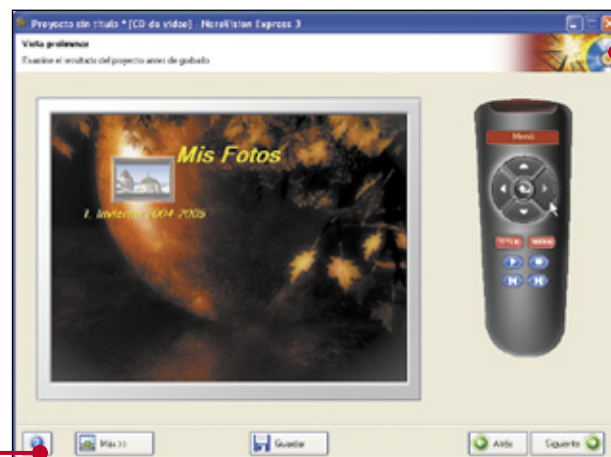 Proyecto sin título * [CD de vídeo] - NeroVision Express 3
Vista preliminar
Examine el resultado del proyecto antes de grabarlo
Mis Fotos
1. Invierno 2004-2005
Menú
TITLE MENU
Más >>
Guardar
Atrás
Siguiente